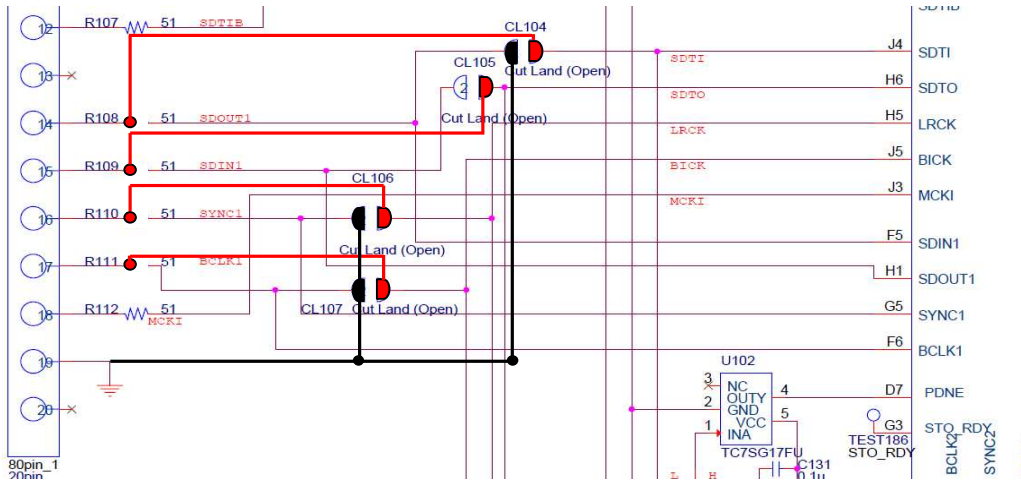 SDTIB
12
R107
51
SDTIB
CL104
J4
SDTI
SDTI
Cut Land (Open)
CL105
13
2
H6
SDTO
SDTO
Cut Land (Open)
14
R108
51
SDOUT1
H5
LRCK
LRCK
15
R109
51
SDIN1
J5
BICK
BICK
CL106
J3
MCKI
MCKI
16
R110
51
SYNC1
F5
SDIN1
Cut Land (Open)
17
R111
51
BCLK1
H1
SDOUT1
CL107
Cut Land (Open)
18
R112
51
MCKI
G5
SYNC1
F6
BCLK1
19
U102
3
NC
OUTY
4
D7
PDNE
2
GND
VCC
5
1
INA
20
TC7SG17FU
G3
STO_RDY
TEST186
STO_RDY
BCLK2
SYNC2
80pin_1
20pin
L
H
C131
0.1u